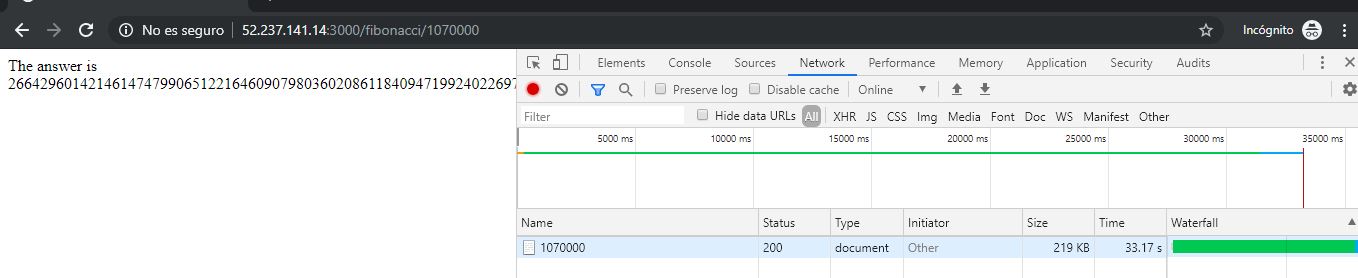 No es seguro 52.237.141.14:3000/fibonacci/1070000 Incógnito
The answer is
266429601421461474799065122164609079803602086118409471992402269
Elements Console Sources Network Performance Memory Application Security Audits
Preserve log Disable cache Online
Filter Hide data URLs All XHR JS CSS Img Media Font Doc WS Manifest Other
5000 ms 10000 ms 15000 ms 20000 ms 25000 ms 30000 ms 35000 ms
Name Status Type Initiator Size Time Waterfall
1070000 200 document Other 219 KB 33.17 s